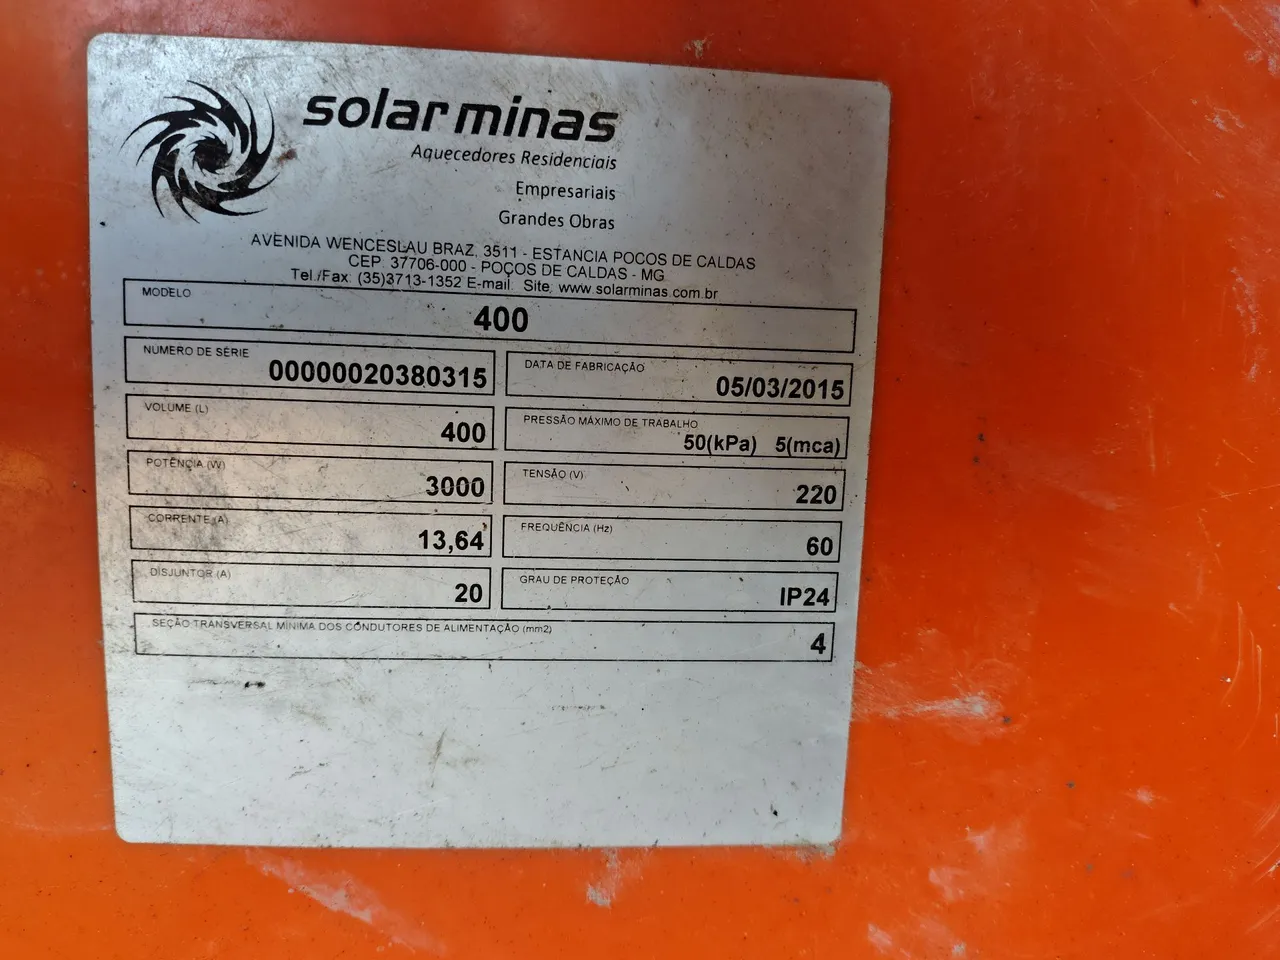 solar minas
Aquecedores Residenciais
Empresariais
Grandes Obras
AVENIDA WENCESLAU BRAZ, 3511 - ESTANCIA POCOS DE CALDAS
CEP: 37706-000 - POÇOS DE CALDAS - MG
Tel./Fax: (35)3713-1352 E-mail: Site: www.solarminas.com.br
MODELO
400
NUMERO DE SÉRIE
00000020380315
DATA DE FABRICAÇÃO
05/03/2015
VOLUME (L)
400
PRESSÃO MÁXIMO DE TRABALHO
50(kPa) 5(mca)
POTÊNCIA (W)
3000
TENSÃO (V)
220
CORRENTE (A)
13,64
FREQUÊNCIA (Hz)
60
DISJUNTOR (A)
20
GRAU DE PROTEÇÃO
IP24
SEÇÃO TRANSVERSAL MINIMA DOS CONDUTORES DE ALIMENTAÇÃO (mm2)
4